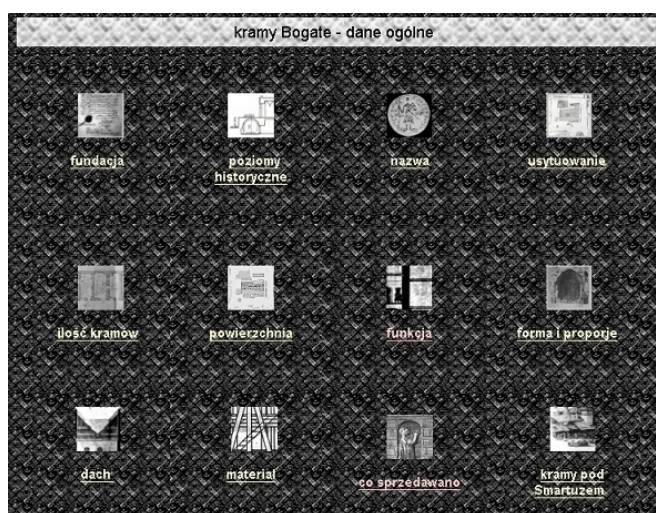 kramy Bogate - dane ogólne
fundacja
poziomy
historyczne
nazwa
usytuowanie
ilość kramów
powierzchnia
funkcja
forma i proporje
dach
materiał
co sprzedawano
kramy pod
Smartuzem